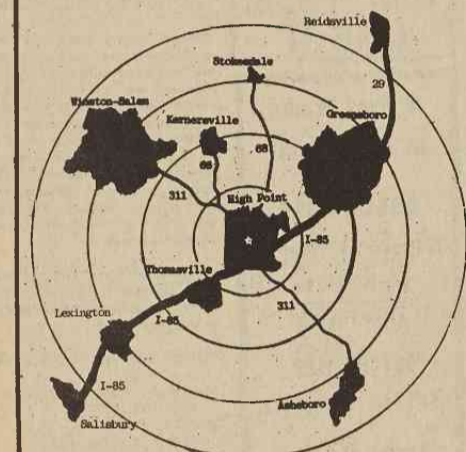 Reidsville
29
Stokesdale
Winston-Salem
Greensboro
Kernersville
68
66
311
High Point
I-85
Thomasville
311
Lexington
I-85
I-85
Asheboro
Salisbury